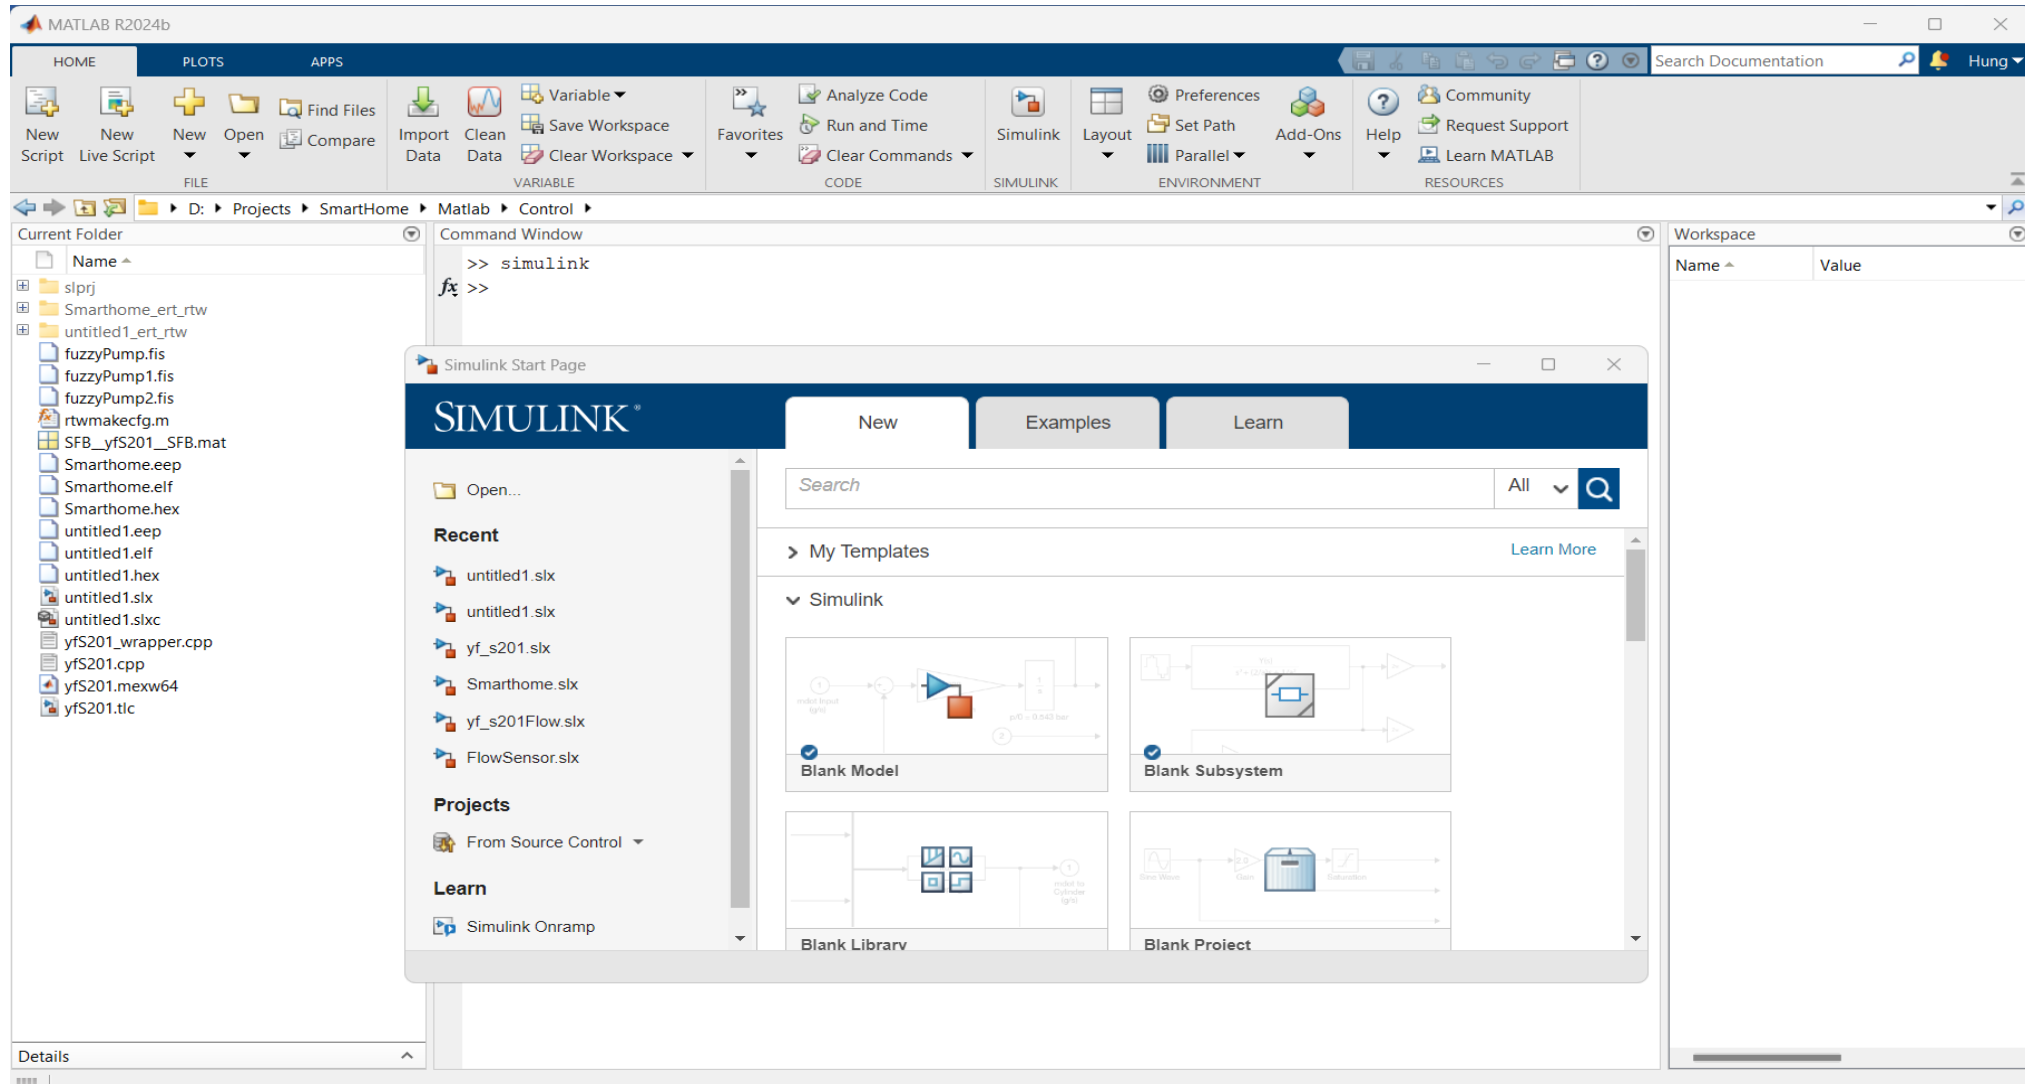 MATLAB R2024b
HOME PLOTS APPS
Search Documentation
Hung
New Script
New Live Script
New
Open
Find Files
Compare
Import Data
Clean Data
Variable
Save Workspace
Clear Workspace
Favorites
Analyze Code
Run and Time
Clear Commands
Simulink
Layout
Preferences
Set Path
Parallel
Add-Ons
Help
Community
Request Support
Learn MATLAB
FILE VARIABLE CODE SIMULINK ENVIRONMENT RESOURCES
D: Projects SmartHome Matlab Control
Current Folder
Name
slprj
Smarthome_ert_rtw
untitled1_ert_rtw
fuzzyPump.fis
fuzzyPump1.fis
fuzzyPump2.fis
rtwmakecfg.m
SFB__yfS201__SFB.mat
Smarthome.eep
Smarthome.elf
Smarthome.hex
untitled1.eep
untitled1.elf
untitled1.hex
untitled1.slx
untitled1.slxc
yfS201_wrapper.cpp
yfS201.cpp
yfS201.mexw64
yfS201.tlc
Details
Command Window
>> simulink
fx >>
Workspace
Name Value
Simulink Start Page
SIMULINK®
New Examples Learn
Open...
Recent
untitled1.slx
untitled1.slx
yf_s201.slx
Smarthome.slx
yf_s201Flow.slx
FlowSensor.slx
Projects
From Source Control
Learn
Simulink Onramp
Search
All
My Templates
Learn More
Simulink
Blank Model
Blank Subsystem
Blank Library
Blank Project